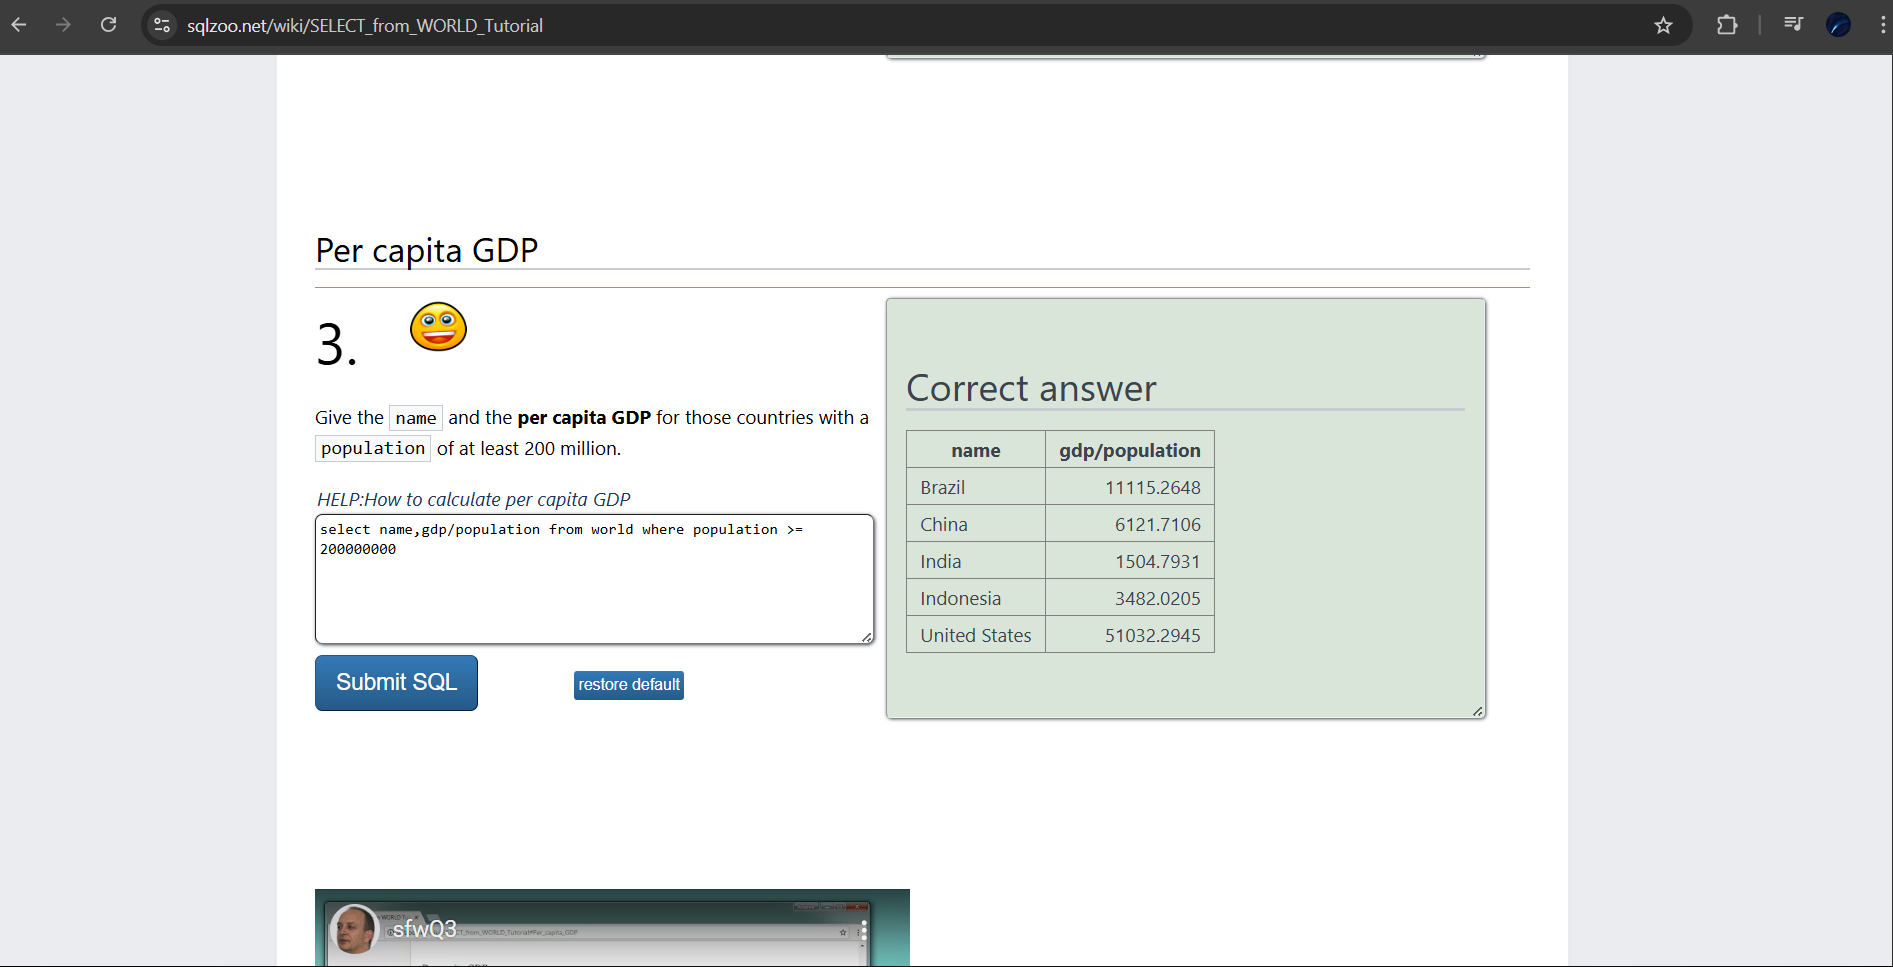 sqlzoo.net/wiki/SELECT_from_WORLD_Tutorial
Per capita GDP
3.
Give the name and the per capita GDP for those countries with a
population of at least 200 million.
HELP:How to calculate per capita GDP
select name,gdp/population from world where population >=
200000000
Submit SQL
restore default
Correct answer
name gdp/population
Brazil 11115.2648
China 6121.7106
India 1504.7931
Indonesia 3482.0205
United States 51032.2945
sfwQ3